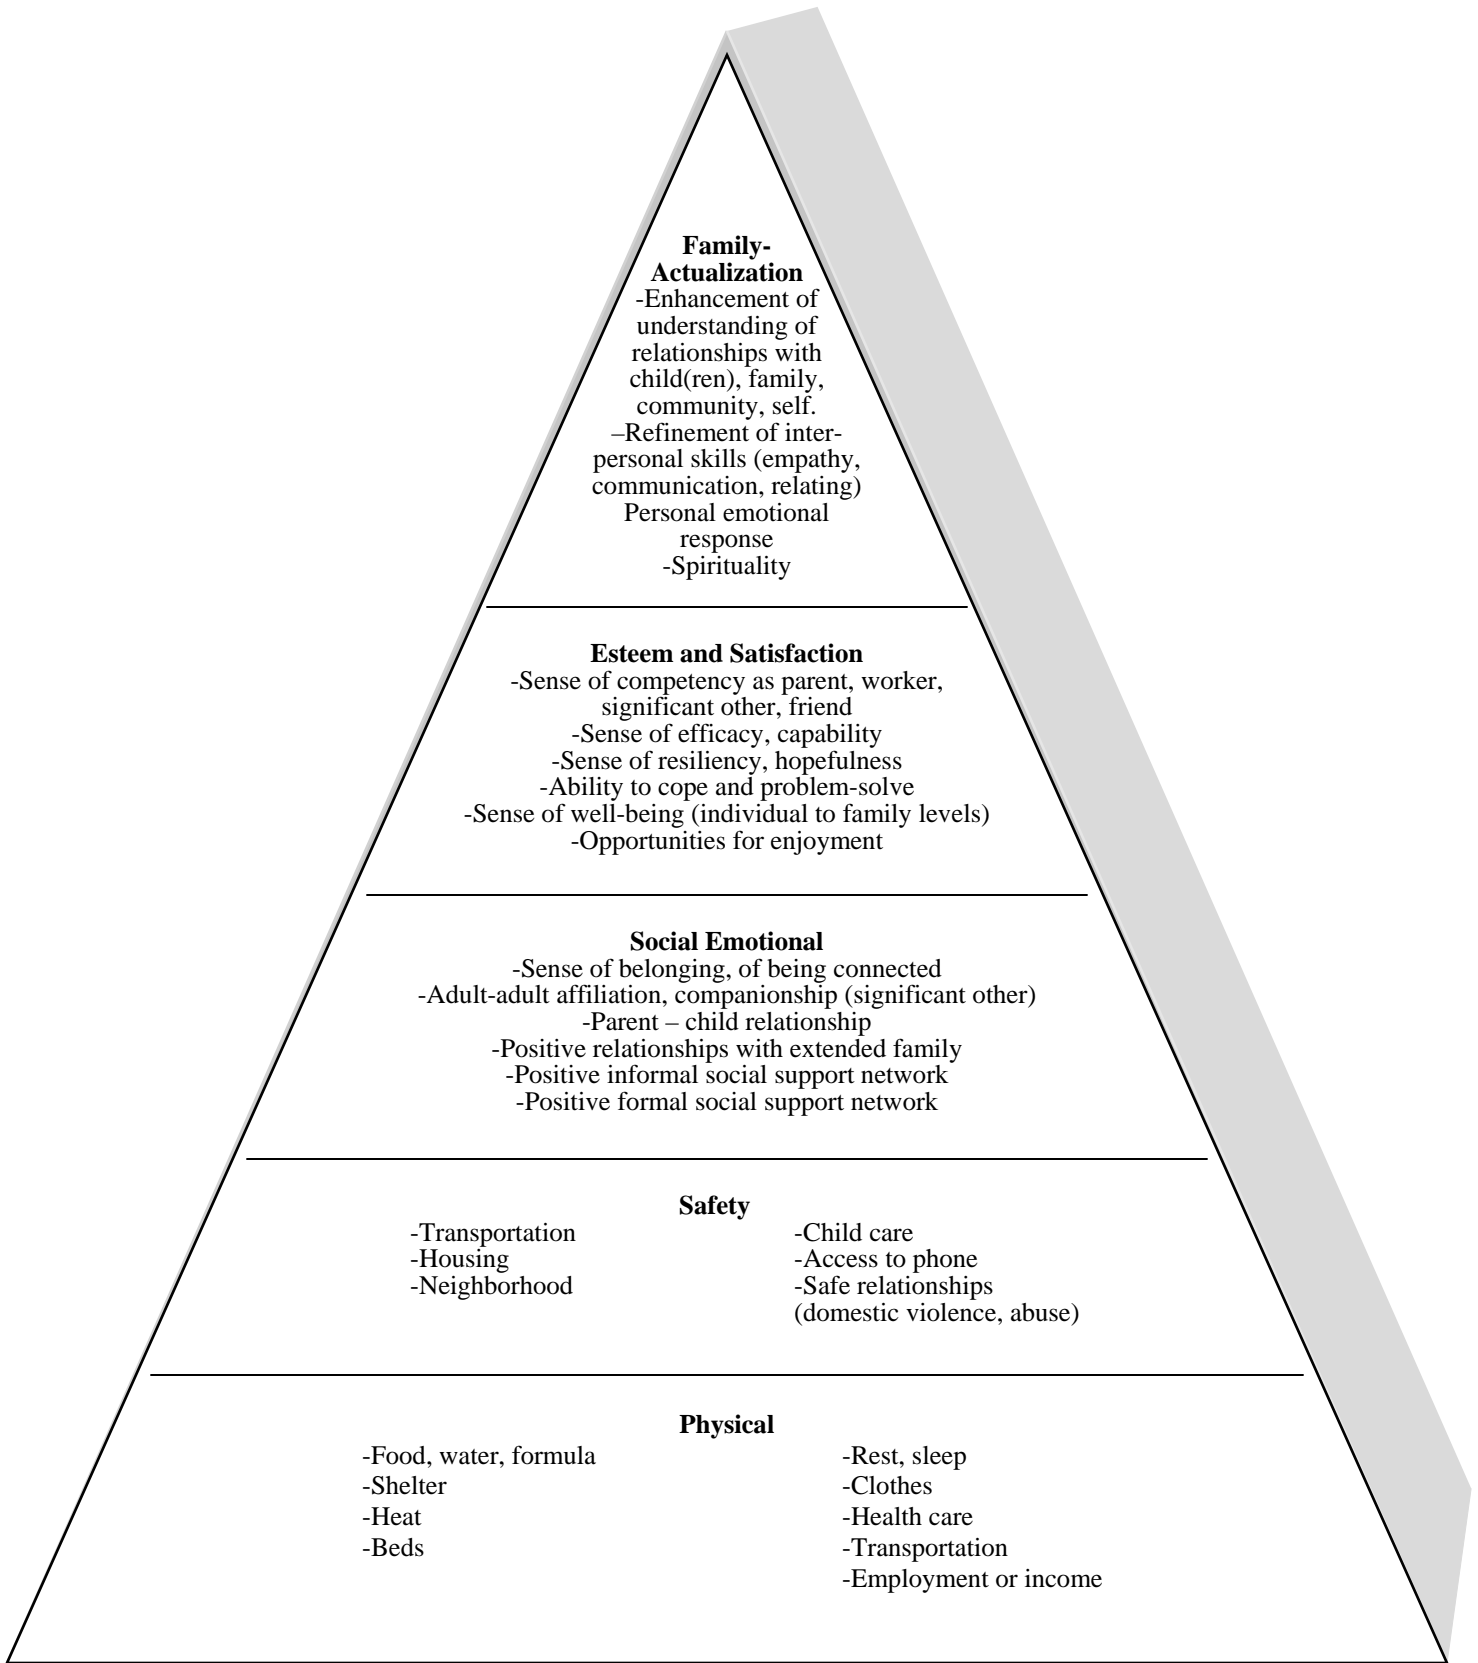 Family-
Actualization
-Enhancement of
understanding of
relationships with
child(ren), family,
community, self.
–Refinement of inter-
personal skills (empathy,
communication, relating)
Personal emotional
response
-Spirituality
Esteem and Satisfaction
-Sense of competency as parent, worker,
significant other, friend
-Sense of efficacy, capability
-Sense of resiliency, hopefulness
-Ability to cope and problem-solve
-Sense of well-being (individual to family levels)
-Opportunities for enjoyment
Social Emotional
-Sense of belonging, of being connected
-Adult-adult affiliation, companionship (significant other)
-Parent – child relationship
-Positive relationships with extended family
-Positive informal social support network
-Positive formal social support network
Safety
-Transportation
-Housing
-Neighborhood
-Child care
-Access to phone
-Safe relationships
(domestic violence, abuse)
Physical
-Food, water, formula
-Shelter
-Heat
-Beds
-Rest, sleep
-Clothes
-Health care
-Transportation
-Employment or income